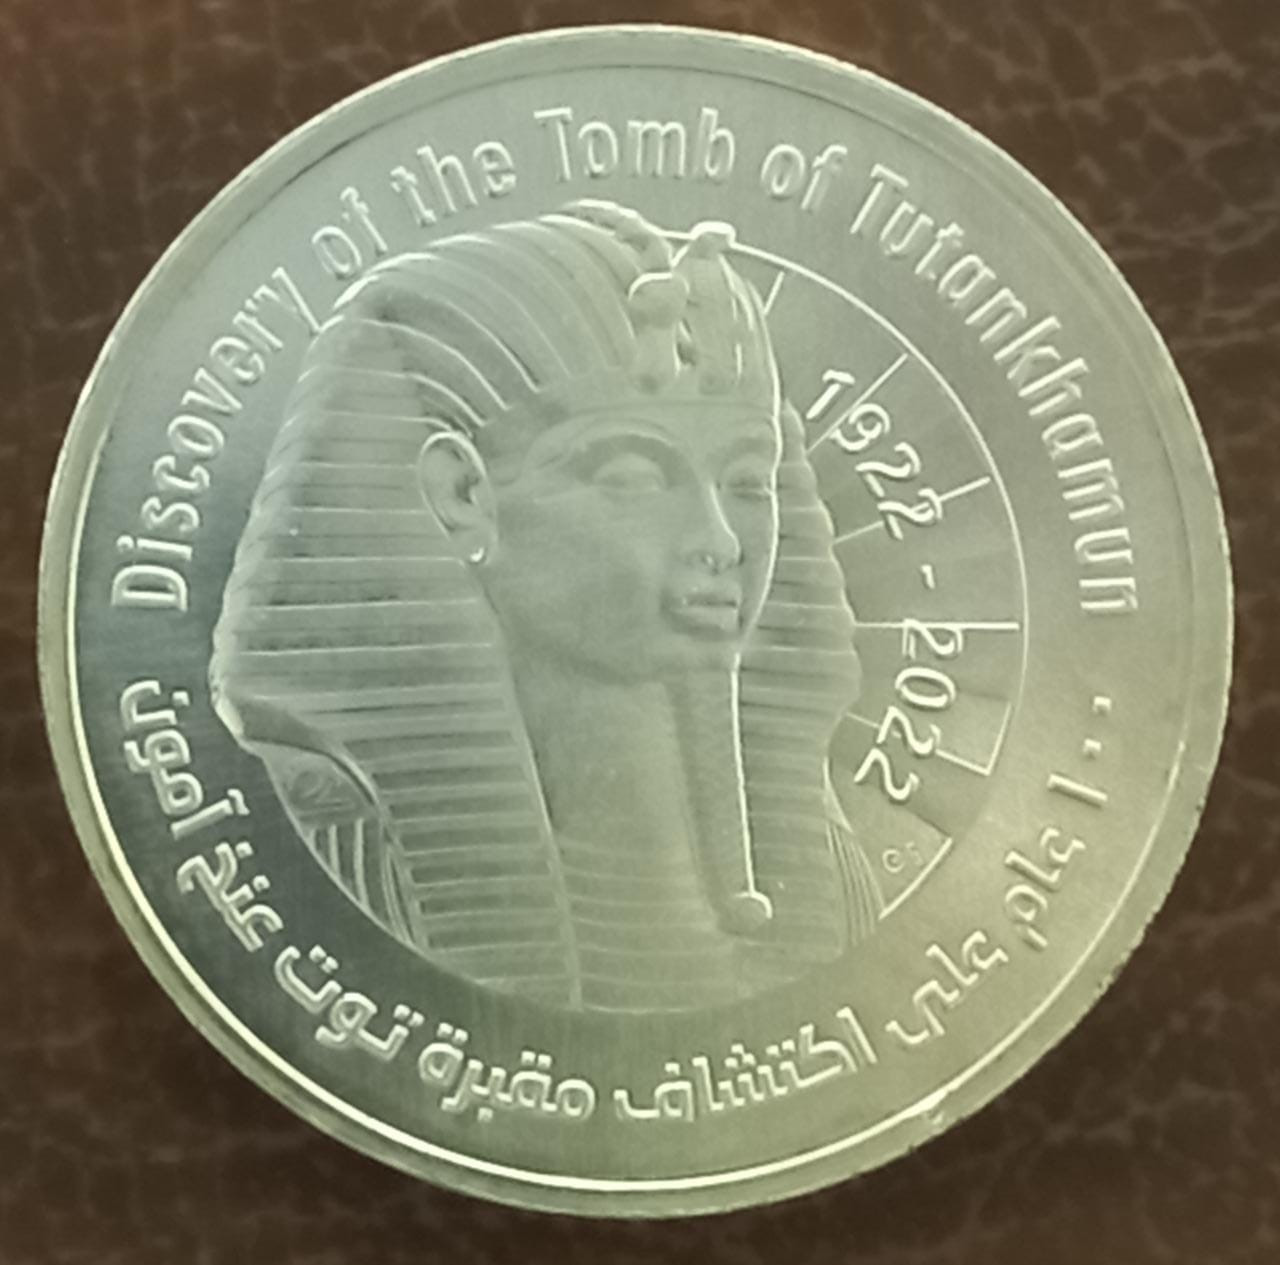 Discovery of the Tomb of Tutankhamun
1922 - 2022
١٠٠ عام على اكتشاف مقبرة توت عنخ آمون